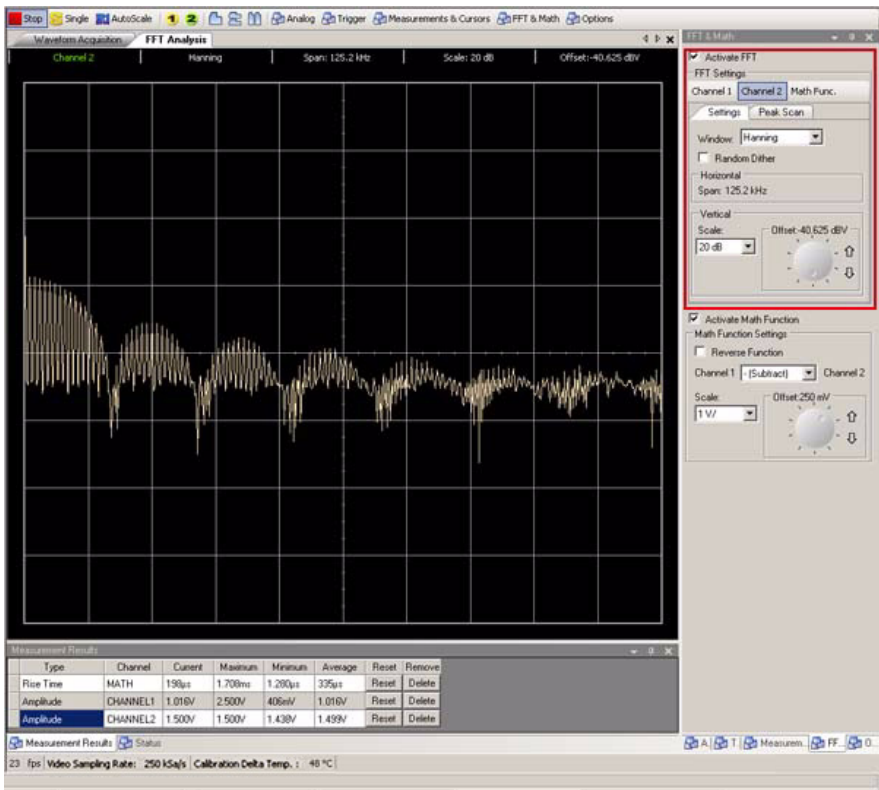 Stop Single AutoScale 1 2 Analog Trigger Measurements & Cursors FFT & Math Options
Waveform Acquisition FFT Analysis
Channel 2 Hanning Span: 125.2 kHz Scale: 20 dB Offset:-40.625 dBV
FFT & Math
Activate FFT
FFT Settings
Channel 1 Channel 2 Math Func.
Settings Peak Scan
Window: Hanning
Random Dither
Horizontal
Span: 125.2 kHz
Vertical
Scale: Offset:-40.625 dBV
20 dB
Activate Math Function
Math Function Settings
Reverse Function
Channel 1 - (Subtract) Channel 2
Scale: Offset:250 mV
1 V/
Measurement Results
Type Channel Current Maximum Minimum Average Reset Remove
Rise Time MATH 198µs 1.708ms 1.280µs 335µs Reset Delete
Amplitude CHANNEL1 1.016V 2.500V 406mV 1.016V Reset Delete
Amplitude CHANNEL2 1.500V 1.500V 1.438V 1.499V Reset Delete
Measurement Results Status
A T Measurem... FF... O...
23 fps Video Sampling Rate: 250 kSa/s Calibration Delta Temp. : 48 °C